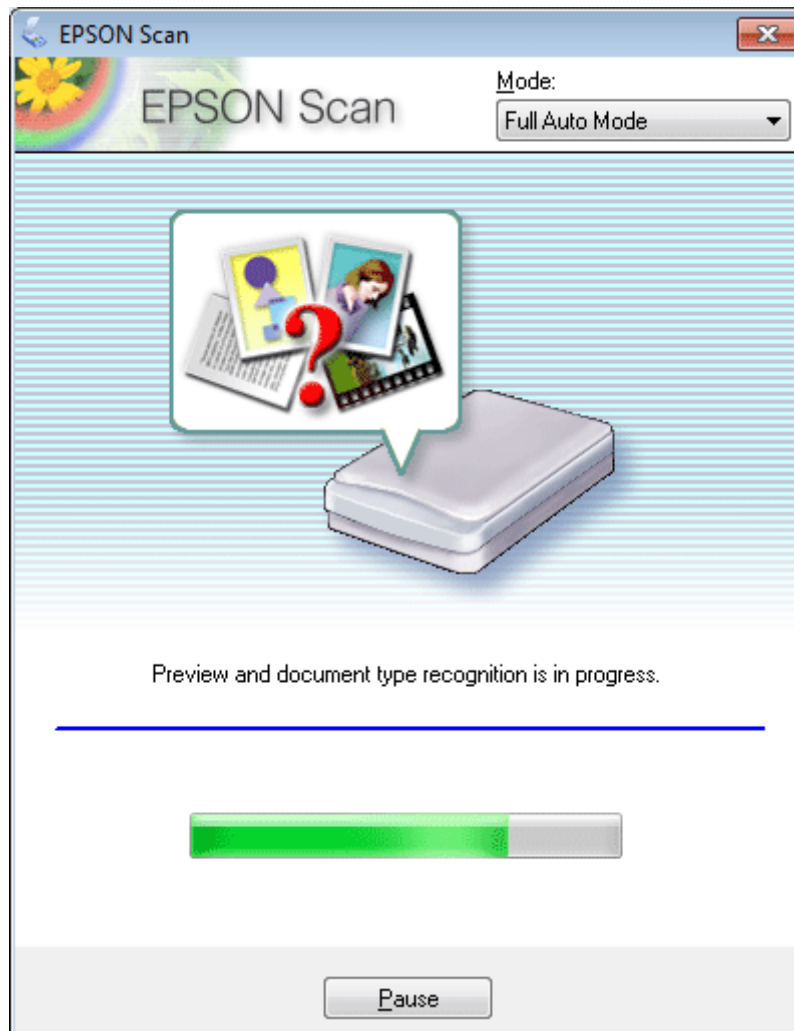 EPSON Scan
EPSON Scan
Mode:
Full Auto Mode
Preview and document type recognition is in progress.
Pause